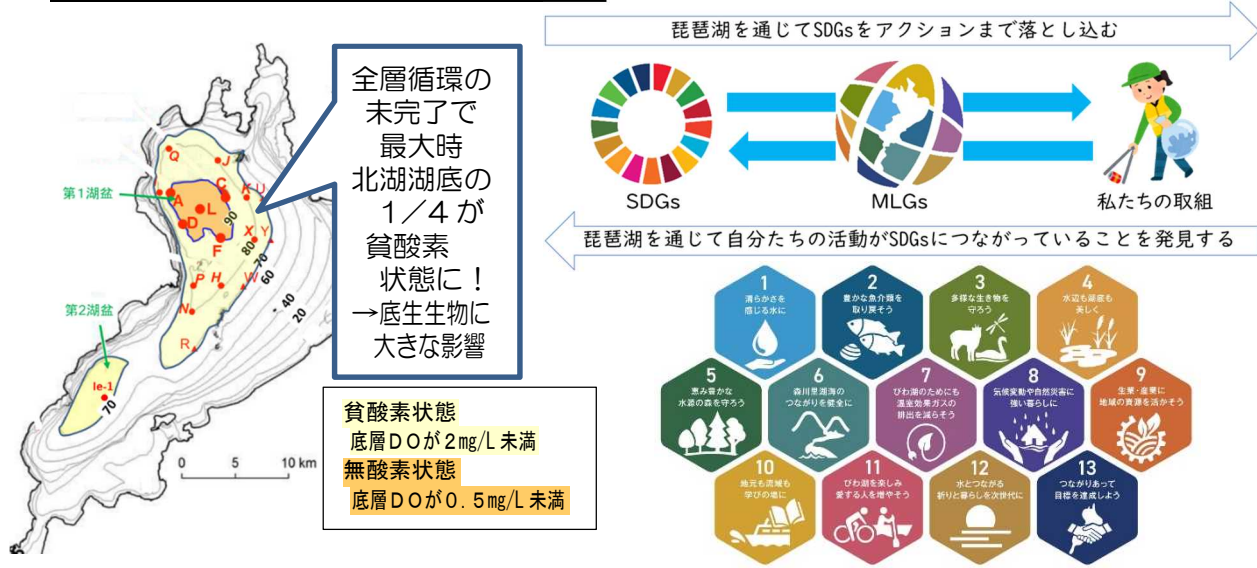 全層循環の
未完了で
最大時
北湖湖底の
1/4が
貧酸素
状態に!
→底生生物に
大きな影響
第1湖盆
第2湖盆
Q
J
C
K
U
A
L
D
90
F
X
Y
80
70
60
P
H
W
N
40
20
R
Ie-1
70
0 5 10 km
貧酸素状態
底層DOが2mg/L未満
無酸素状態
底層DOが0.5mg/L未満
琵琶湖を通じてSDGsをアクションまで落とし込む
SDGs
MLGs
私たちの取組
琵琶湖を通じて自分たちの活動がSDGsにつながっていることを発見する
1
清らかさを
感じる水に
2
豊かな魚介類を
取り戻そう
3
多様な生き物を
守ろう
4
水辺も湖底も
美しく
5
恵み豊かな
水源の森を守ろう
6
森川里湖海の
つながりを健全に
7
びわ湖のためにも
温室効果ガスの
排出を減らそう
8
気候変動や自然災害に
強い暮らしに
9
生業・産業に
地域の資源を活かそう
10
地元も流域も
学びの場に
11
びわ湖を楽しみ
愛する人を増やそう
12
水とつながる
祈りと暮らしを次世代に
13
つながりあって
目標を達成しよう